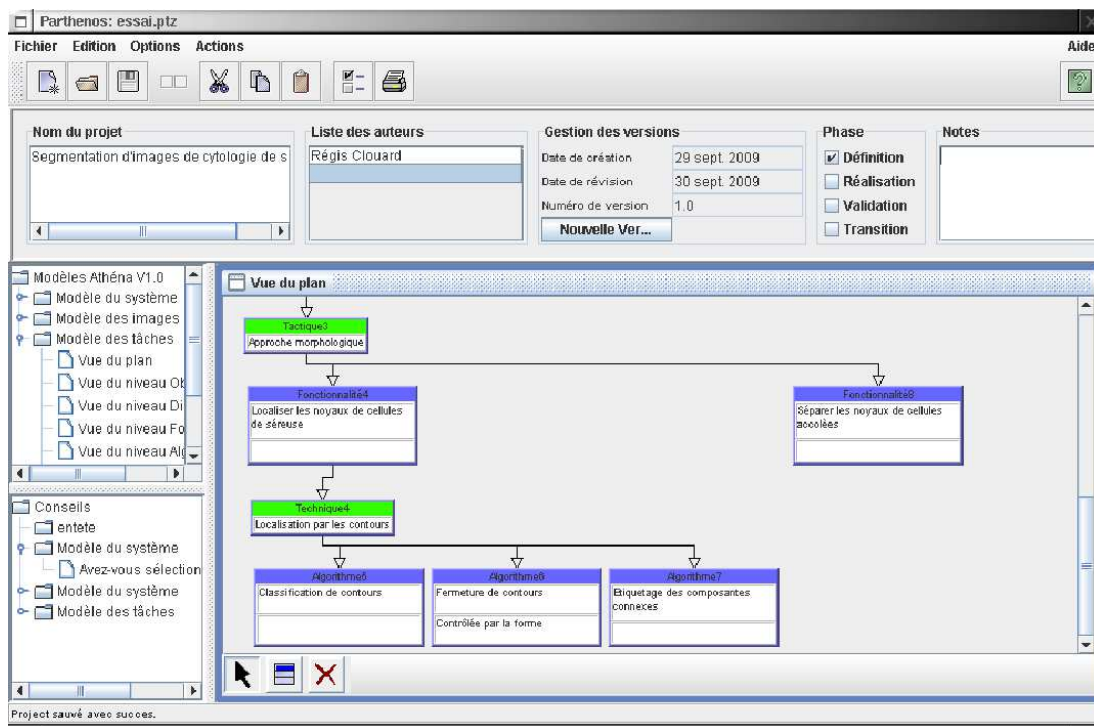 Parthenos: essai.ptz
Fichier Edition Options Actions Aide
Nom du projet
Segmentation d'images de cytologie de s
Liste des auteurs
Régis Clouard
Gestion des versions
Date de création 29 sept. 2009
Date de révision 30 sept. 2009
Numéro de version 1.0
Nouvelle Ver...
Phase
Définition
Réalisation
Validation
Transition
Notes
Modèles Athéna V1.0
Modèle du système
Modèle des images
Modèle des tâches
Vue du plan
Vue du niveau Ob
Vue du niveau Di
Vue du niveau Fo
Vue du niveau Alg
Conseils
entete
Modèle du système
Avez-vous sélection
Modèle du système
Modèle des tâches
Vue du plan
Tactique3
Approche morphologique
Fonctionnalité4
Localiser les noyaux de cellules
de séreuse
Fonctionnalité8
Séparer les noyaux de cellules
accolées
Technique4
Localisation par les contours
Algorithme5
Classification de contours
Algorithme6
Fermeture de contours
Contrôlée par la forme
Algorithme7
Etiquetage des composantes
connexes
Project sauvé avec succes.